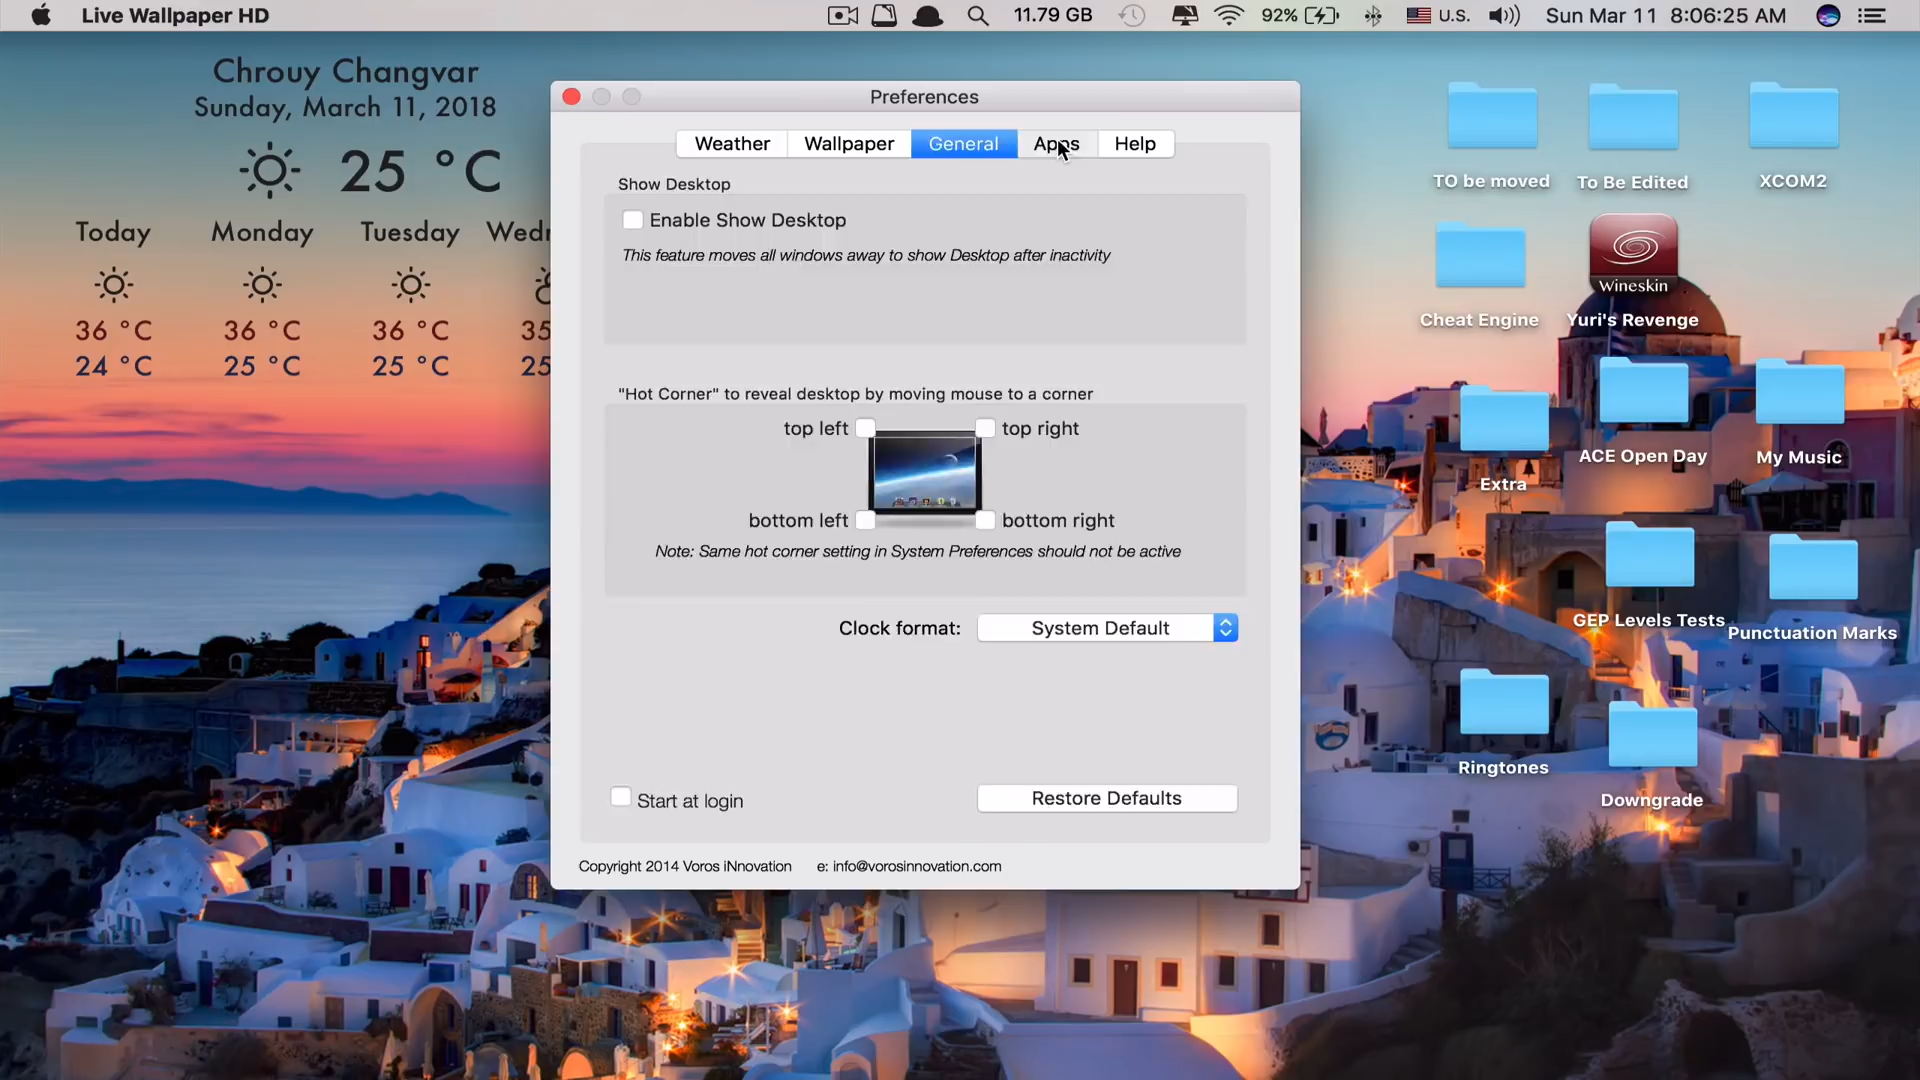 Live Wallpaper HD
11.79 GB
92%
U.S.
Sun Mar 11 8:06:25 AM
Chrouy Changvar
Sunday, March 11, 2018
25 °C
Today Monday Tuesday Wedn
36 °C 36 °C 36 °C 35
24 °C 25 °C 25 °C 25
Preferences
Weather Wallpaper General Apps Help
Show Desktop
Enable Show Desktop
This feature moves all windows away to show Desktop after inactivity
"Hot Corner" to reveal desktop by moving mouse to a corner
top left top right
bottom left bottom right
Note: Same hot corner setting in System Preferences should not be active
Clock format: System Default
Start at login
Restore Defaults
Copyright 2014 Voros iNnovation e: info@vorosinnovation.com
TO be moved
To Be Edited
XCOM2
Cheat Engine
Wineskin
Yuri's Revenge
Extra
ACE Open Day
My Music
GEP Levels Tests
Punctuation Marks
Ringtones
Downgrade